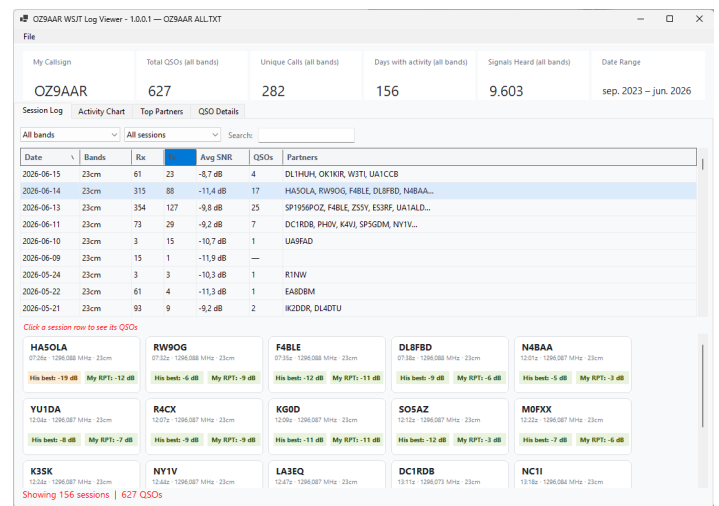 OZ9AAR WSJT Log Viewer - 1.0.0.1 — OZ9AAR ALL.TXT
File
My Callsign Total QSOs (all bands) Unique Calls (all bands) Days with activity (all bands) Signals Heard (all bands) Date Range
OZ9AAR 627 282 156 9.603 sep. 2023 – jun. 2026
Session Log Activity Chart Top Partners QSO Details
All bands All sessions Search:
Date Bands Rx Tx Avg SNR QSOs Partners
2026-06-15 23cm 61 23 -8,7 dB 4 DL1HUH, OK1KIR, W3TI, UA1CCB
2026-06-14 23cm 315 88 -11,4 dB 17 HA5OLA, RW9OG, F4BLE, DL8FBD, N4BAA...
2026-06-13 23cm 354 127 -9,8 dB 25 SP1956POZ, F4BLE, ZS5Y, ES3RF, UA1ALD...
2026-06-11 23cm 73 29 -9,2 dB 7 DC1RDB, PH0V, K4VJ, SP5GDM, NY1V...
2026-06-10 23cm 3 15 -10,7 dB 1 UA9FAD
2026-06-09 23cm 15 1 -11,9 dB —
2026-05-24 23cm 3 3 -10,3 dB 1 R1NW
2026-05-22 23cm 61 4 -11,3 dB 1 EA8DBM
2026-05-21 23cm 93 9 -9,2 dB 2 IK2DDR, DL4DTU
Click a session row to see its QSOs
HA5OLA RW9OG F4BLE DL8FBD N4BAA
07:26z · 1296,088 MHz · 23cm 07:32z · 1296,088 MHz · 23cm 07:35z · 1296,088 MHz · 23cm 07:38z · 1296,088 MHz · 23cm 12:01z · 1296,087 MHz · 23cm
His best: -19 dB My RPT: -12 dB His best: -6 dB My RPT: -9 dB His best: -12 dB My RPT: -11 dB His best: -9 dB My RPT: -6 dB His best: -5 dB My RPT: -3 dB
YU1DA R4CX KG0D SO5AZ M0FXX
12:04z · 1296,087 MHz · 23cm 12:07z · 1296,087 MHz · 23cm 12:09z · 1296,087 MHz · 23cm 12:12z · 1296,087 MHz · 23cm 12:22z · 1296,087 MHz · 23cm
His best: -8 dB My RPT: -7 dB His best: -9 dB My RPT: -9 dB His best: -11 dB My RPT: -11 dB His best: -12 dB My RPT: -3 dB His best: -7 dB My RPT: -6 dB
K3SK NY1V LA3EQ DC1RDB NC1I
12:24z · 1296,087 MHz · 23cm 12:44z · 1296,087 MHz · 23cm 12:47z · 1296,087 MHz · 23cm 13:11z · 1296,073 MHz · 23cm 13:18z · 1296,084 MHz · 23cm
Showing 156 sessions | 627 QSOs